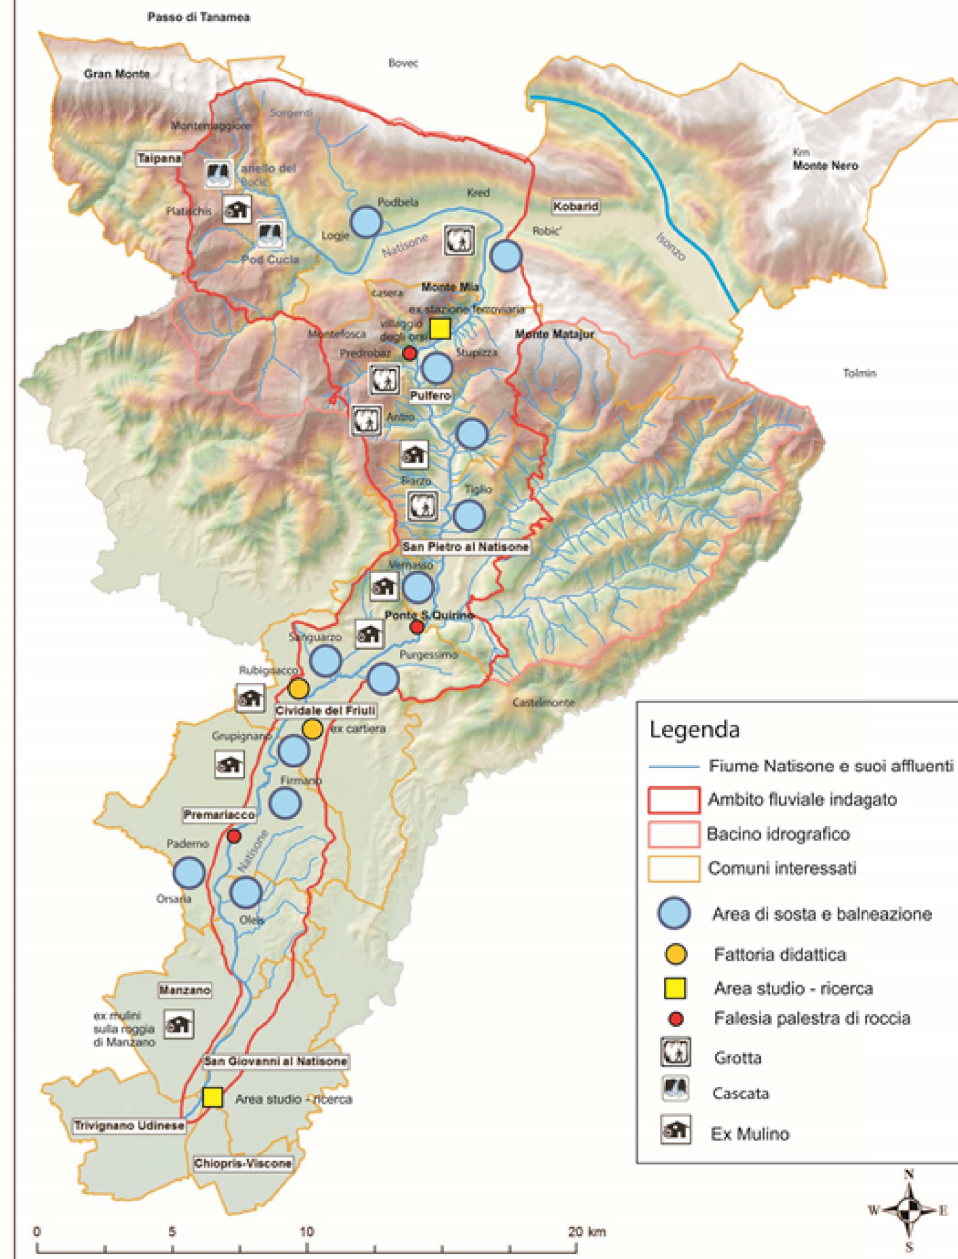 Passo di Tanamea
Bovec
Gran Monte
Sorgenti
Montemaggiore
Krn
Monte Nero
Taipana
anello del
Bocic
Kred
Podbela
Kobarid
Platischis
Robic'
Logje
Natisone
Isonzo
Pod Cucla
Monte Mia
casera
ex stazione ferroviaria
villaggio
degli orsi
Montefosca
Monte Matajur
Predrobaz
Stupizza
Tolmin
Pulfero
Antro
Biarzo
Tiglio
San Pietro al Natisone
Vernasso
Ponte S.Quirino
Sanguarzo
Purgessimo
Rubignacco
Castelmonte
Cividale del Friuli
ex cartiera
Grupignano
Firmano
Premariacco
Natisone
Paderno
Orsaria
Oleis
Manzano
ex mulini
sulla roggia
di Manzano
San Giovanni al Natisone
Area studio - ricerca
Trivignano Udinese
Chiopris-Viscone
Legenda
Fiume Natisone e suoi affluenti
Ambito fluviale indagato
Bacino idrografico
Comuni interessati
Area di sosta e balneazione
Fattoria didattica
Area studio - ricerca
Falesia palestra di roccia
Grotta
Cascata
Ex Mulino
N
W E
S
0 5 10 20 km